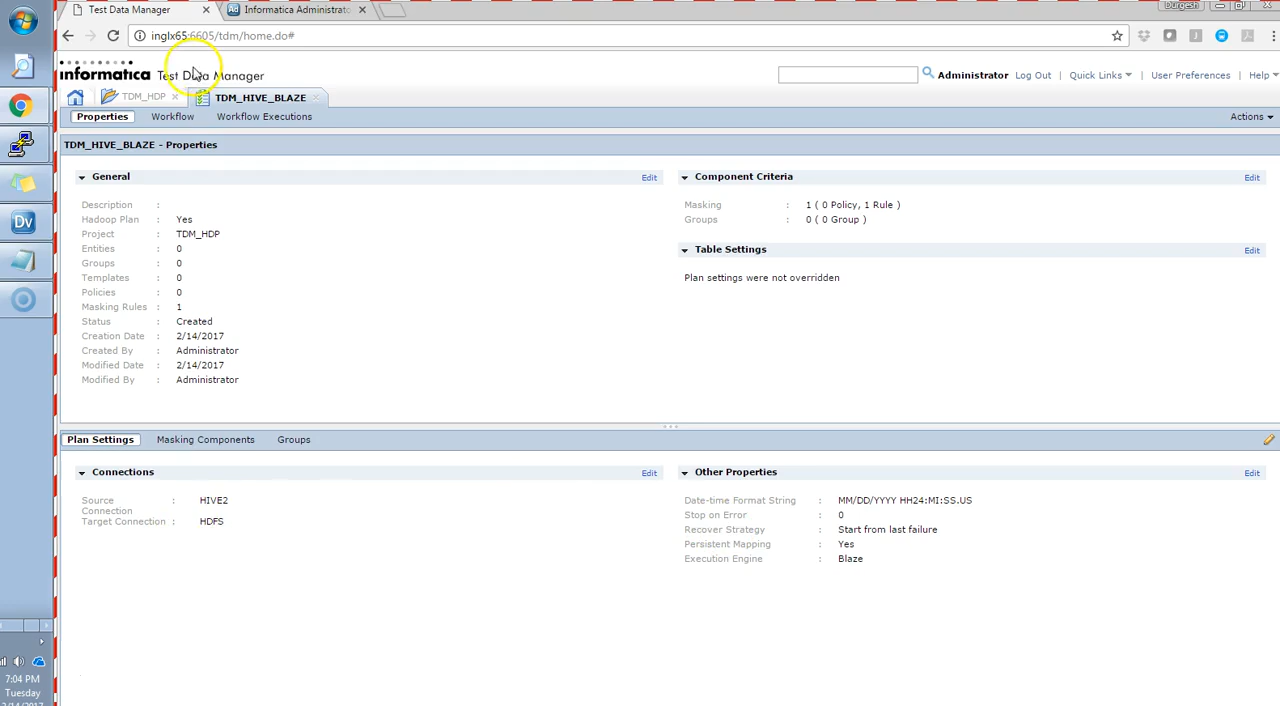 Test Data Manager
Informatica Administrato
Durgesh
inglx65:6605/tdm/home.do#
informatica Test Data Manager
Administrator Log Out | Quick Links | User Preferences | Help
TDM_HDP
TDM_HIVE_BLAZE
Properties Workflow Workflow Executions Actions
TDM_HIVE_BLAZE - Properties
General Edit
Description :
Hadoop Plan : Yes
Project : TDM_HDP
Entities : 0
Groups : 0
Templates : 0
Policies : 0
Masking Rules : 1
Status : Created
Creation Date : 2/14/2017
Created By : Administrator
Modified Date : 2/14/2017
Modified By : Administrator
Component Criteria Edit
Masking : 1 ( 0 Policy, 1 Rule )
Groups : 0 ( 0 Group )
Table Settings Edit
Plan settings were not overridden
Plan Settings Masking Components Groups
Connections Edit
Source Connection : HIVE2
Target Connection : HDFS
Other Properties Edit
Date-time Format String : MM/DD/YYYY HH24:MI:SS.US
Stop on Error : 0
Recover Strategy : Start from last failure
Persistent Mapping : Yes
Execution Engine : Blaze
Dv
7:04 PM
Tuesday
2/14/2017